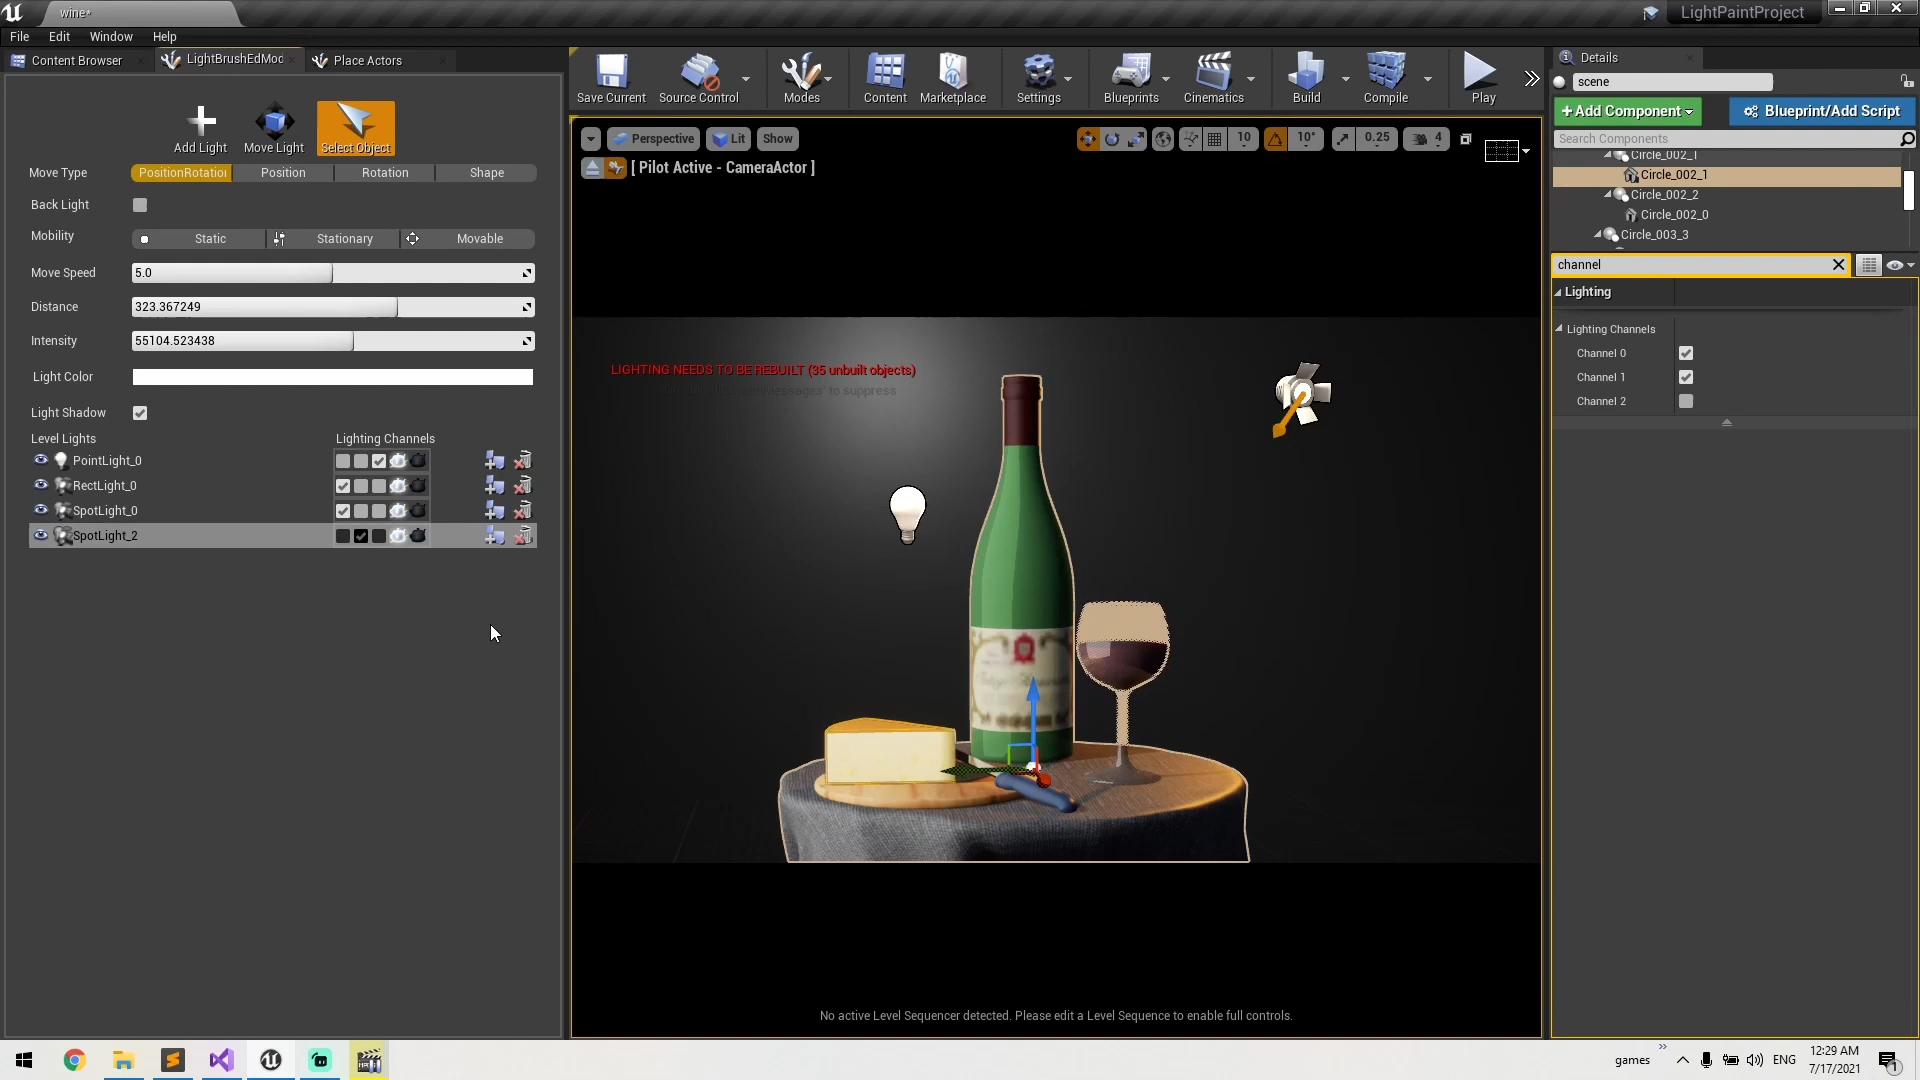 wine*
LightPaintProject
File Edit Window Help
Content Browser
LightBrushEdMod
Place Actors
Add Light
Move Light
Select Object
Move Type
PositionRotation
Position
Rotation
Shape
Back Light
Mobility
Static
Stationary
Movable
Move Speed
5.0
Distance
323.367249
Intensity
55104.523438
Light Color
Light Shadow
Level Lights
Lighting Channels
PointLight_0
RectLight_0
SpotLight_0
SpotLight_2
Save Current
Source Control
Modes
Content
Marketplace
Settings
Blueprints
Cinematics
Build
Compile
Play
Perspective
Lit
Show
10
10°
0.25
4
[ Pilot Active - CameraActor ]
LIGHTING NEEDS TO BE REBUILT (35 unbuilt objects)
to suppress
No active Level Sequencer detected. Please edit a Level Sequence to enable full controls.
Details
scene
+ Add Component
Blueprint/Add Script
Search Components
Circle_002_1
Circle_002_1
Circle_002_2
Circle_002_0
Circle_003_3
channel
Lighting
Lighting Channels
Channel 0
Channel 1
Channel 2
games
ENG
12:29 AM
7/17/2021
1